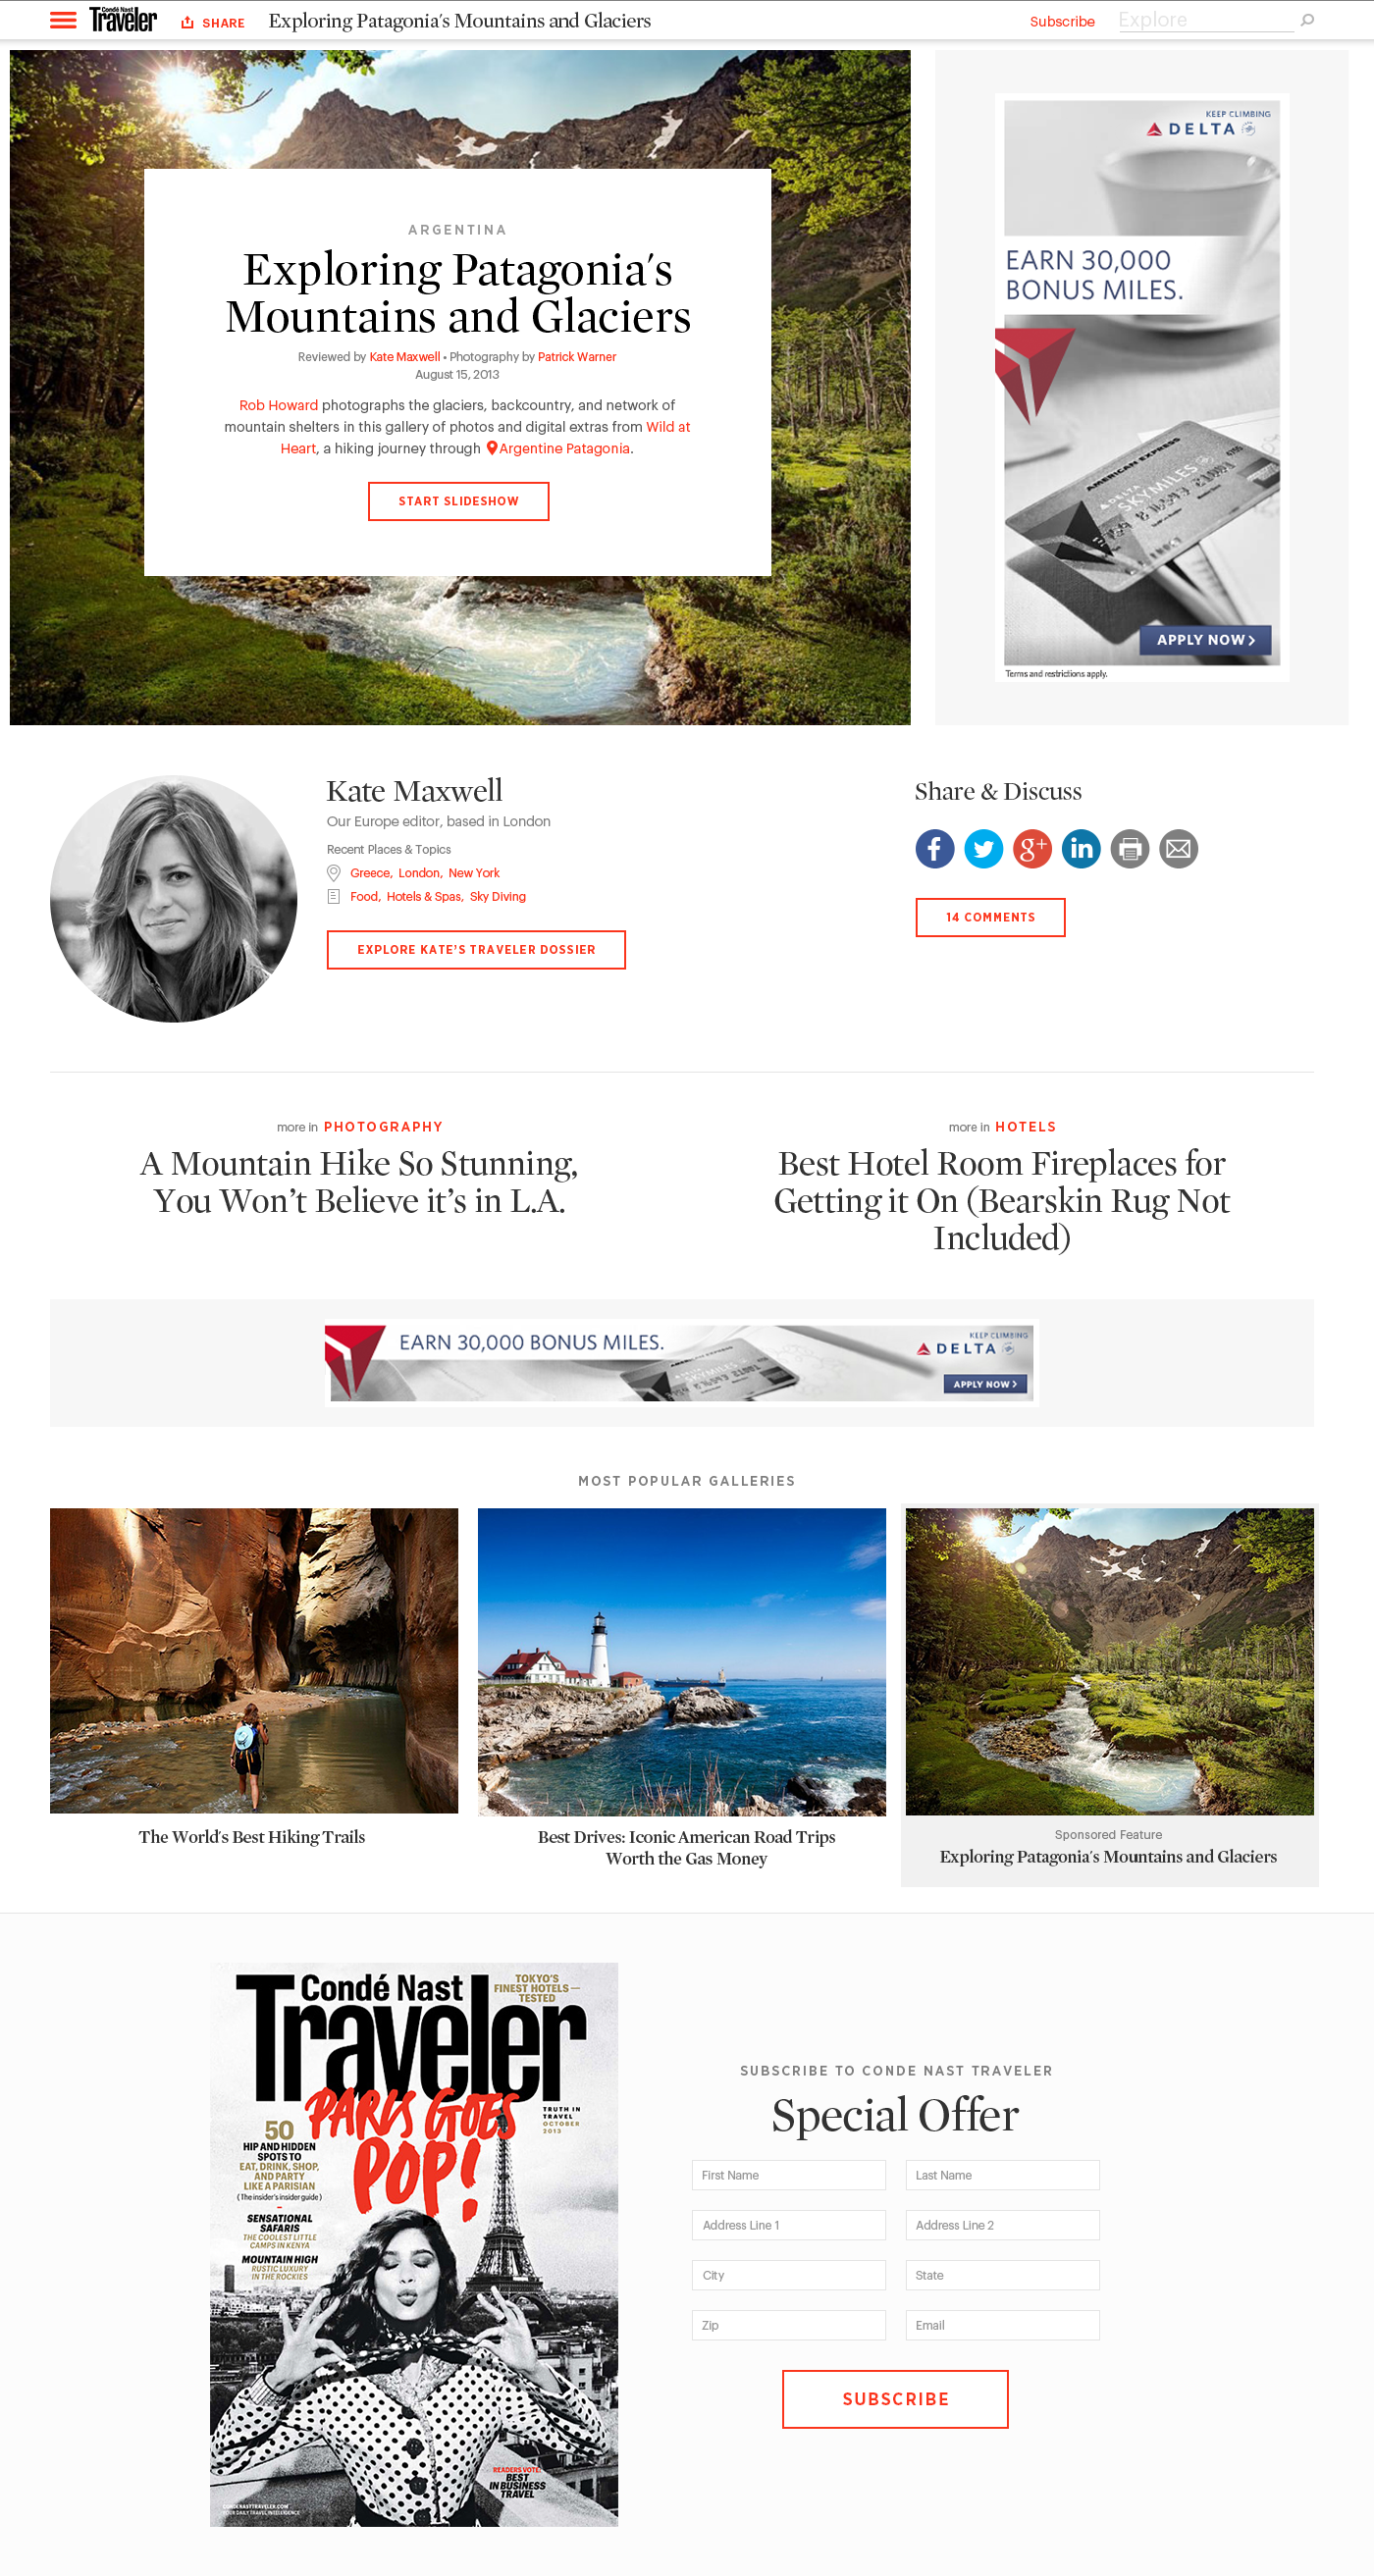 Condé Nast
Traveler
SHARE
Exploring Patagonia's Mountains and Glaciers
Subscribe
Explore
ARGENTINA
Exploring Patagonia's
Mountains and Glaciers
Reviewed by Kate Maxwell • Photography by Patrick Warner
August 15, 2013
Rob Howard photographs the glaciers, backcountry, and network of
mountain shelters in this gallery of photos and digital extras from Wild at
Heart, a hiking journey through Argentine Patagonia.
START SLIDESHOW
KEEP CLIMBING
DELTA
EARN 30,000
BONUS MILES.
AMERICAN EXPRESS
DELTA
SKYMILES
APPLY NOW
Terms and restrictions apply.
Kate Maxwell
Our Europe editor, based in London
Recent Places & Topics
Greece, London, New York
Food, Hotels & Spas, Sky Diving
EXPLORE KATE'S TRAVELER DOSSIER
Share & Discuss
f
g+
in
14 COMMENTS
more in PHOTOGRAPHY
A Mountain Hike So Stunning,
You Won’t Believe it’s in L.A.
more in HOTELS
Best Hotel Room Fireplaces for
Getting it On (Bearskin Rug Not
Included)
EARN 30,000 BONUS MILES.
AMERICAN EXPRESS
SKYMILES
KEEP CLIMBING
DELTA
APPLY NOW
MOST POPULAR GALLERIES
The World's Best Hiking Trails
Best Drives: Iconic American Road Trips
Worth the Gas Money
Sponsored Feature
Exploring Patagonia's Mountains and Glaciers
Condé Nast
Traveler
TOKYO'S
FINEST HOTELS—
TESTED
PARIS GOES
POP!
TRUTH IN
TRAVEL
OCTOBER
2013
50
HIP AND HIDDEN
SPOTS TO
EAT, DRINK, SHOP,
AND PARTY
LIKE A PARISIAN
(The insider's insider guide)
SENSATIONAL
SAFARIS
THE COOLEST LITTLE
CAMPS IN KENYA
MOUNTAIN HIGH
RUSTIC LUXURY
IN THE ROCKIES
READERS VOTE:
BEST
IN BUSINESS
TRAVEL
CONDENASTTRAVELER.COM
YOUR DAILY TRAVEL INTELLIGENCE
SUBSCRIBE TO CONDE NAST TRAVELER
Special Offer
First Name
Last Name
Address Line 1
Address Line 2
City
State
Zip
Email
SUBSCRIBE